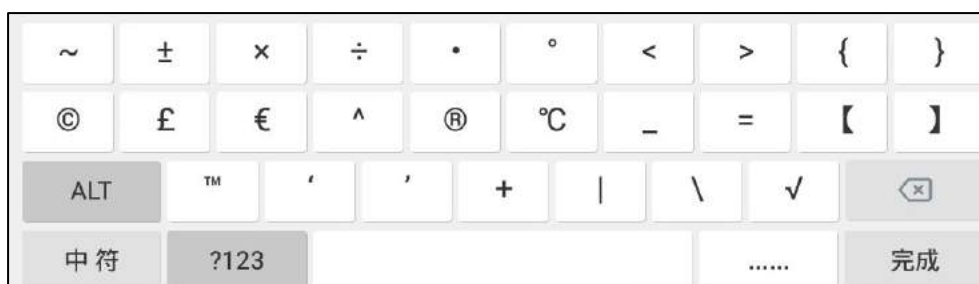 ~ ± × ÷ • ° < > { }
© £ € ^ ® ℃ _ = 【 】
ALT ™ ‘ ’ + | \ √
中符 ?123 …… 完成